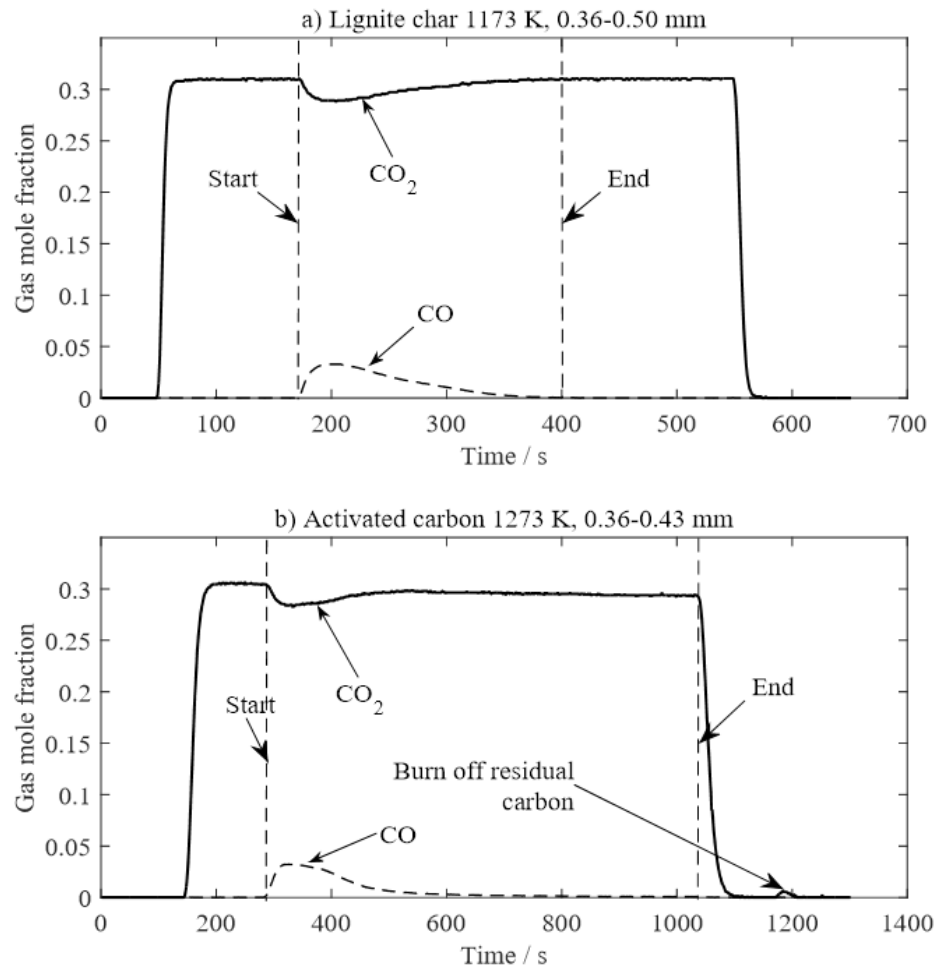 a) Lignite char 1173 K, 0.36-0.50 mm
Gas mole fraction
0.3
0.25
0.2
0.15
0.1
0.05
0
Start
CO₂
End
CO
0 100 200 300 400 500 600 700
Time / s
b) Activated carbon 1273 K, 0.36-0.43 mm
Gas mole fraction
0.3
0.25
0.2
0.15
0.1
0.05
0
Start
CO₂
End
Burn off residual
carbon
CO
0 200 400 600 800 1000 1200 1400
Time / s